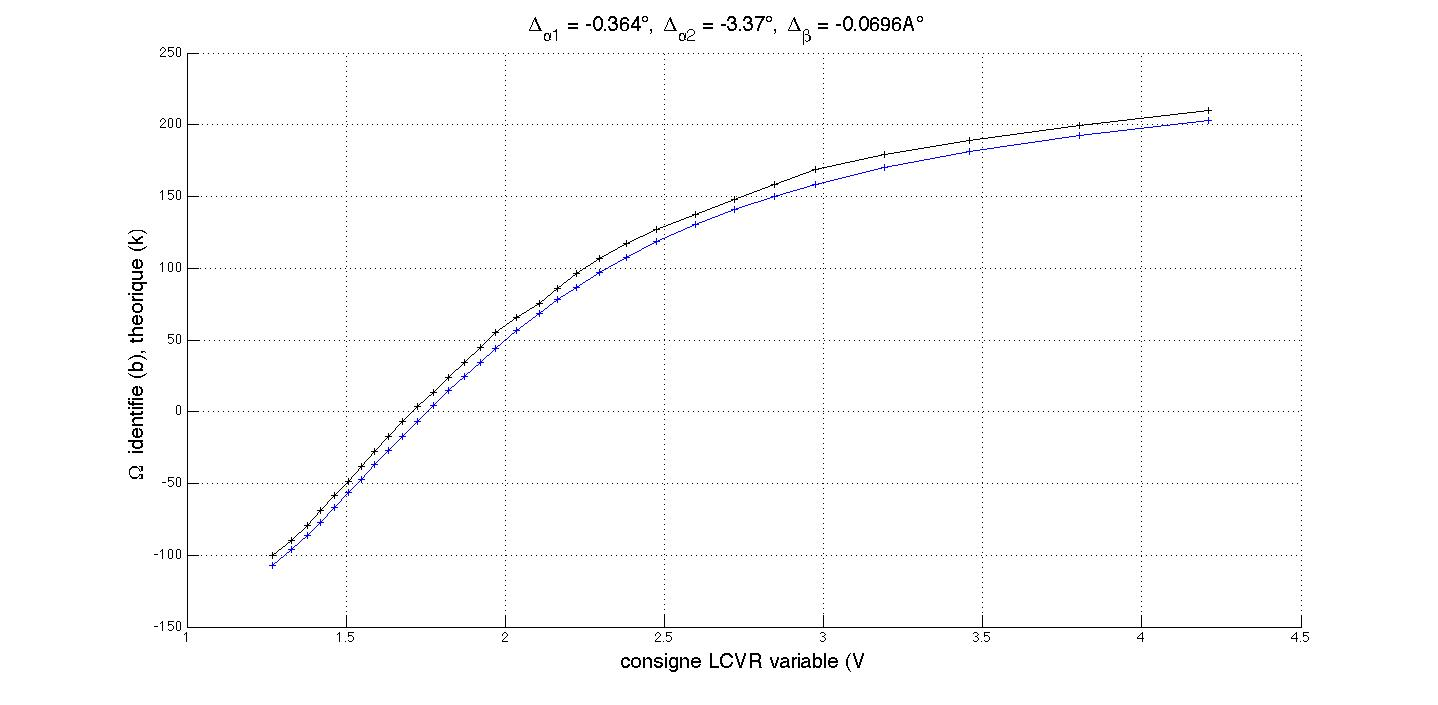 Δα1 = -0.364°, Δα2 = -3.37°, Δβ = -0.0696A°
250
200
150
100
50
0
-50
-100
-150
Ω identifie (b), theorique (k)
1 1.5 2 2.5 3 3.5 4 4.5
consigne LCVR variable (V